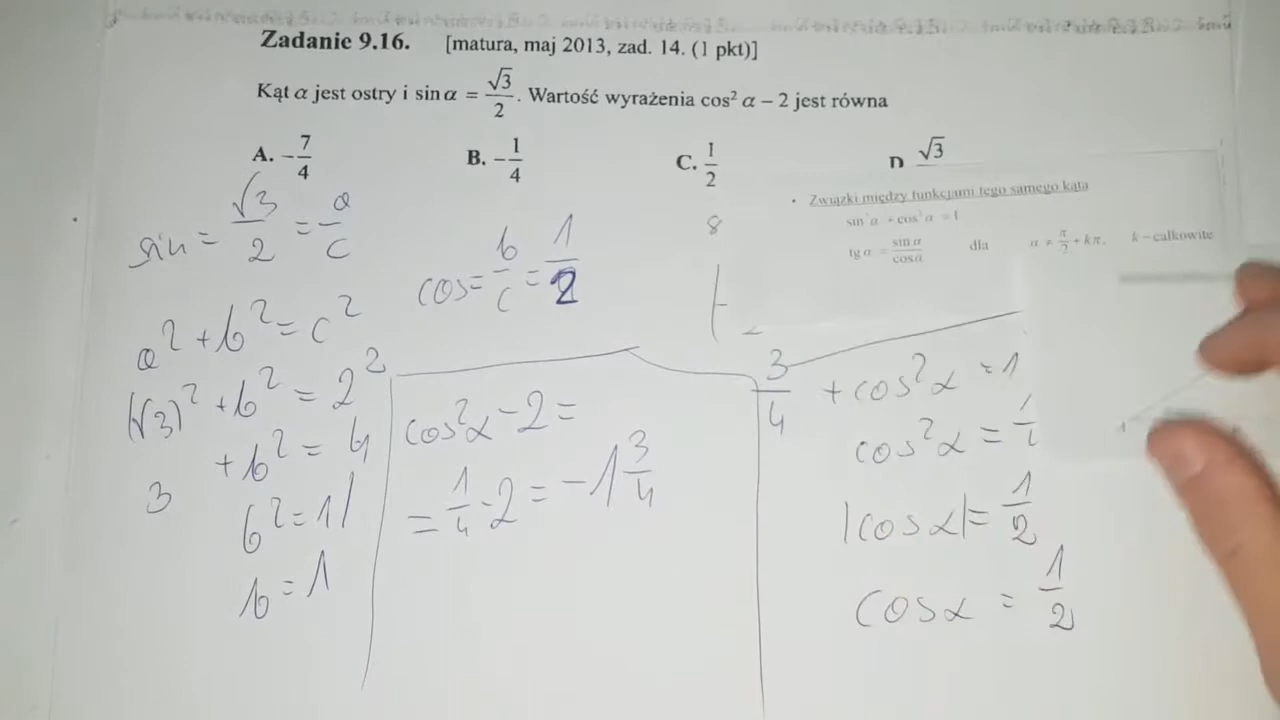 Zadanie 9.16. [matura, maj 2013, zad. 14. (1 pkt)]
Kąt α jest ostry i sin α = √3/2. Wartość wyrażenia cos² α − 2 jest równa
A. −7/4 B. −1/4 C. 1/2 D √3
• Związki między funkcjami tego samego kąta
sin²α + cos²α = 1
tg α = sin α/cos α dla α ≠ π/2 + kπ, k – całkowite
sin = √3/2 = a/c
cos = b/c = 1/2
a² + b² = c²
(√3)² + b² = 2²
3 + b² = 4
b² = 1
b = 1
cos²α − 2 =
= 1/4 − 2 = −1 3/4
3/4 + cos²α = 1
cos²α = 1/
|cos α| = 1/2
cos α = 1/2